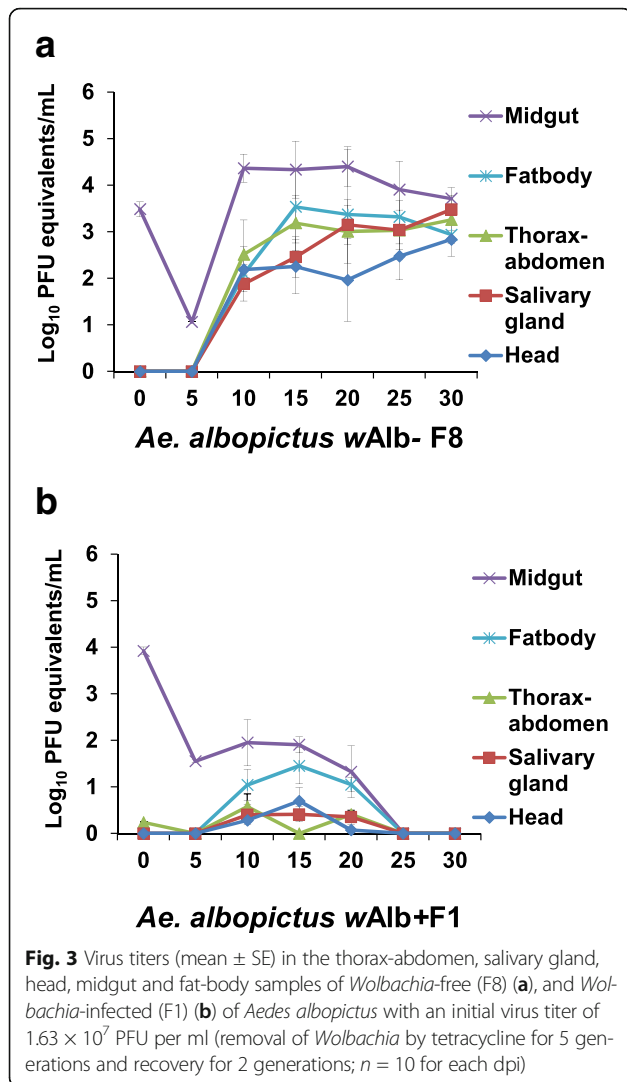 a
Log10 PFU equivalents/mL
6
5
4
3
2
1
0
0 5 10 15 20 25 30
Midgut
Fatbody
Thorax-
abdomen
Salivary
gland
Head
Ae. albopictus wAlb- F8
b
Log10 PFU equivalents/mL
6
5
4
3
2
1
0
0 5 10 15 20 25 30
Midgut
Fatbody
Thorax-
abdomen
Salivary
gland
Head
Ae. albopictus wAlb+F1
Fig. 3 Virus titers (mean ± SE) in the thorax-abdomen, salivary gland,
head, midgut and fat-body samples of Wolbachia-free (F8) (a), and Wol-
bachia-infected (F1) (b) of Aedes albopictus with an initial virus titer of
1.63 × 10⁷ PFU per ml (removal of Wolbachia by tetracycline for 5 gen-
erations and recovery for 2 generations; n = 10 for each dpi)